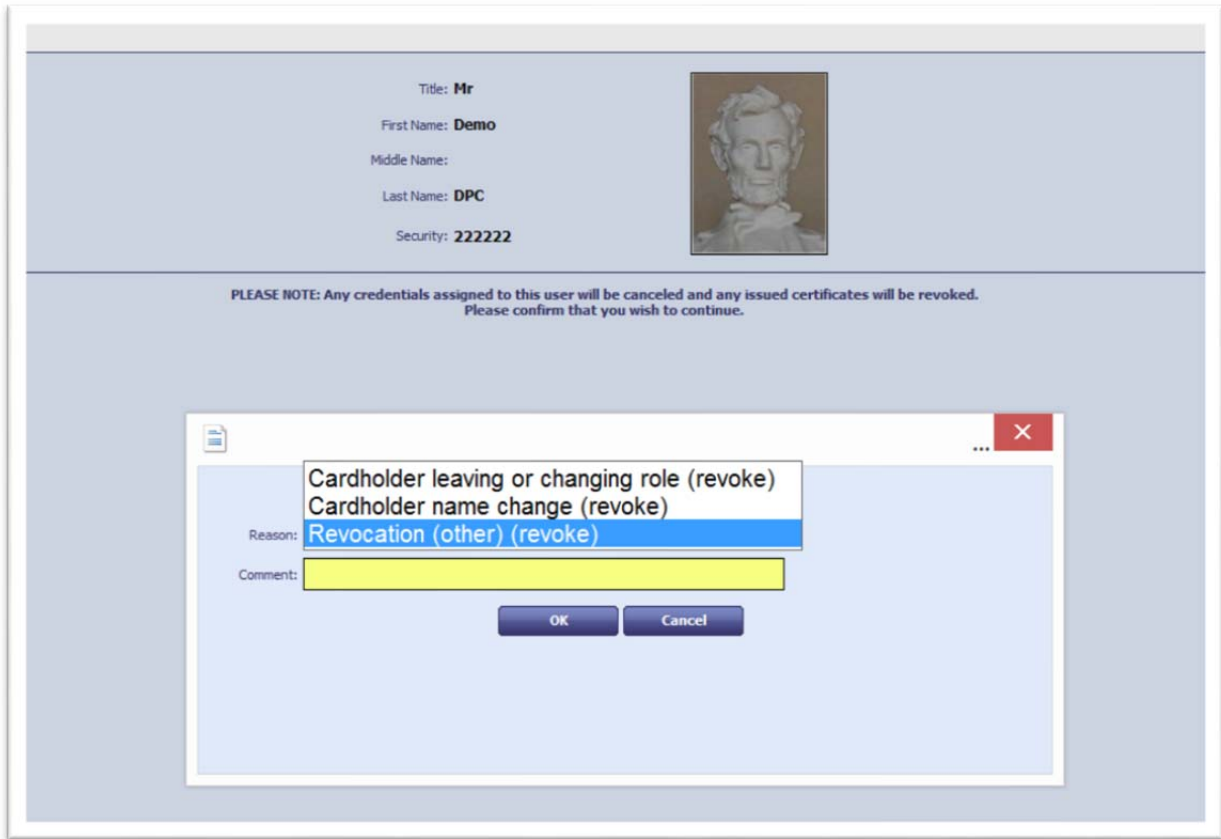 Title: Mr
First Name: Demo
Middle Name:
Last Name: DPC
Security: 222222
PLEASE NOTE: Any credentials assigned to this user will be canceled and any issued certificates will be revoked.
Please confirm that you wish to continue.
...
Cardholder leaving or changing role (revoke)
Cardholder name change (revoke)
Reason: Revocation (other) (revoke)
Comment:
OK Cancel